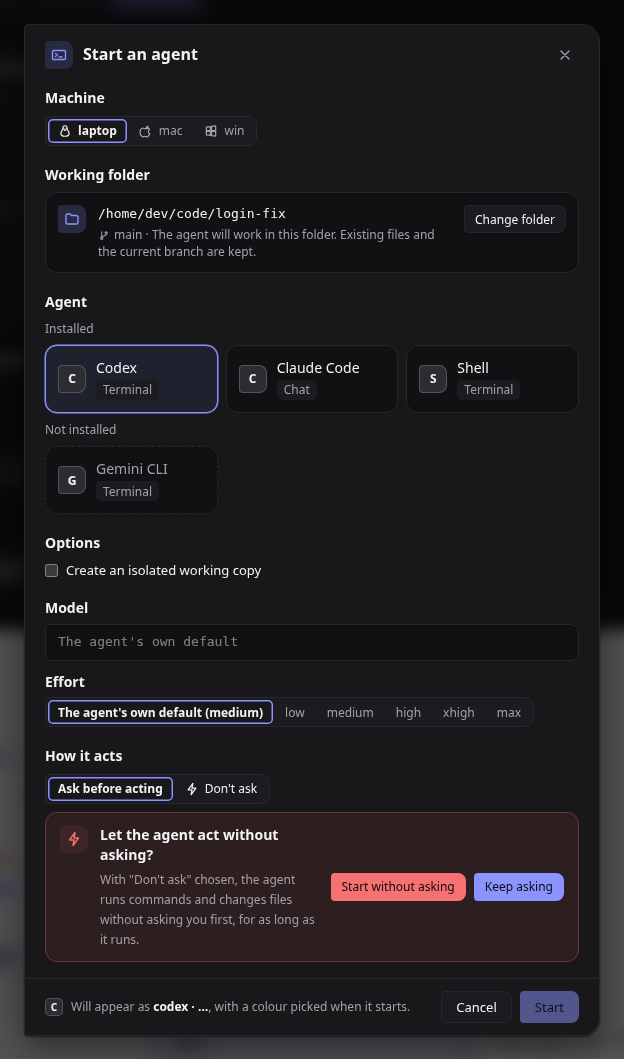 Start an agent
Machine
laptop mac win
Working folder
/home/dev/code/login-fix
Change folder
main · The agent will work in this folder. Existing files and
the current branch are kept.
Agent
Installed
C Codex Terminal
C Claude Code Chat
S Shell Terminal
Not installed
G Gemini CLI Terminal
Options
Create an isolated working copy
Model
The agent's own default
Effort
The agent's own default (medium) low medium high xhigh max
How it acts
Ask before acting Don't ask
Let the agent act without
asking?
With "Don't ask" chosen, the agent
runs commands and changes files
without asking you first, for as long as
it runs.
Start without asking Keep asking
C Will appear as codex · ..., with a colour picked when it starts.
Cancel Start